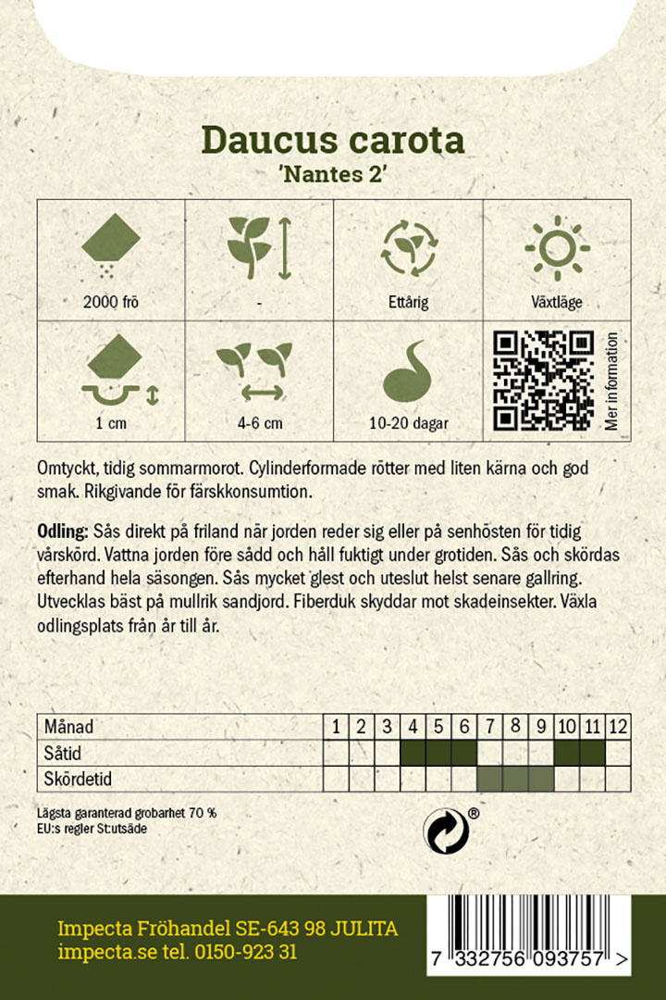 Daucus carota
’Nantes 2’
2000 frö
-
Ettårig
Växtläge
1 cm
4-6 cm
10-20 dagar
Mer information
Omtyckt, tidig sommarmorot. Cylinderformade rötter med liten kärna och god
smak. Rikgivande för färskkonsumtion.
Odling: Sås direkt på friland när jorden reder sig eller på senhösten för tidig
vårskörd. Vattna jorden före sådd och håll fuktigt under grotiden. Sås och skördas
efterhand hela säsongen. Sås mycket glest och uteslut helst senare gallring.
Utvecklas bäst på mullrik sandjord. Fiberduk skyddar mot skadeinsekter. Växla
odlingsplats från år till år.
Månad 1 2 3 4 5 6 7 8 9 10 11 12
Såtid
Skördetid
Lägsta garanterad grobarhet 70 %
EU:s regler St:utsäde
®
Impecta Fröhandel SE-643 98 JULITA
impecta.se tel. 0150-923 31
7 332756 093757 >